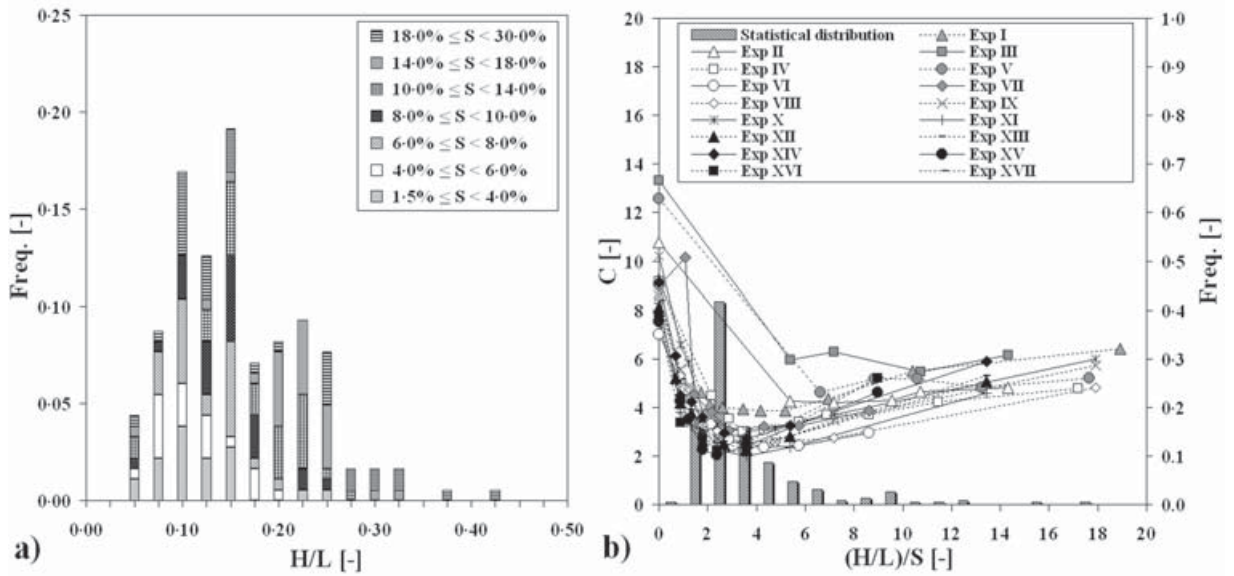 0·25
0·20
0·15
0·10
0·05
0·00
Freq. [-]
0·00 0·10 0·20 0·30 0·40 0·50
H/L [-]
a)
18·0% ≤ S < 30·0%
14·0% ≤ S < 18·0%
10·0% ≤ S < 14·0%
8·0% ≤ S < 10·0%
6·0% ≤ S < 8·0%
4·0% ≤ S < 6·0%
1·5% ≤ S < 4·0%
20
18
16
14
12
10
8
6
4
2
0
C [-]
Statistical distribution Exp I
Exp II Exp III
Exp IV Exp V
Exp VI Exp VII
Exp VIII Exp IX
Exp X Exp XI
Exp XII Exp XIII
Exp XIV Exp XV
Exp XVI Exp XVII
1·0
0·9
0·8
0·7
0·6
0·5
0·4
0·3
0·2
0·1
0·0
Freq. [-]
0 2 4 6 8 10 12 14 16 18 20
(H/L)/S [-]
b)